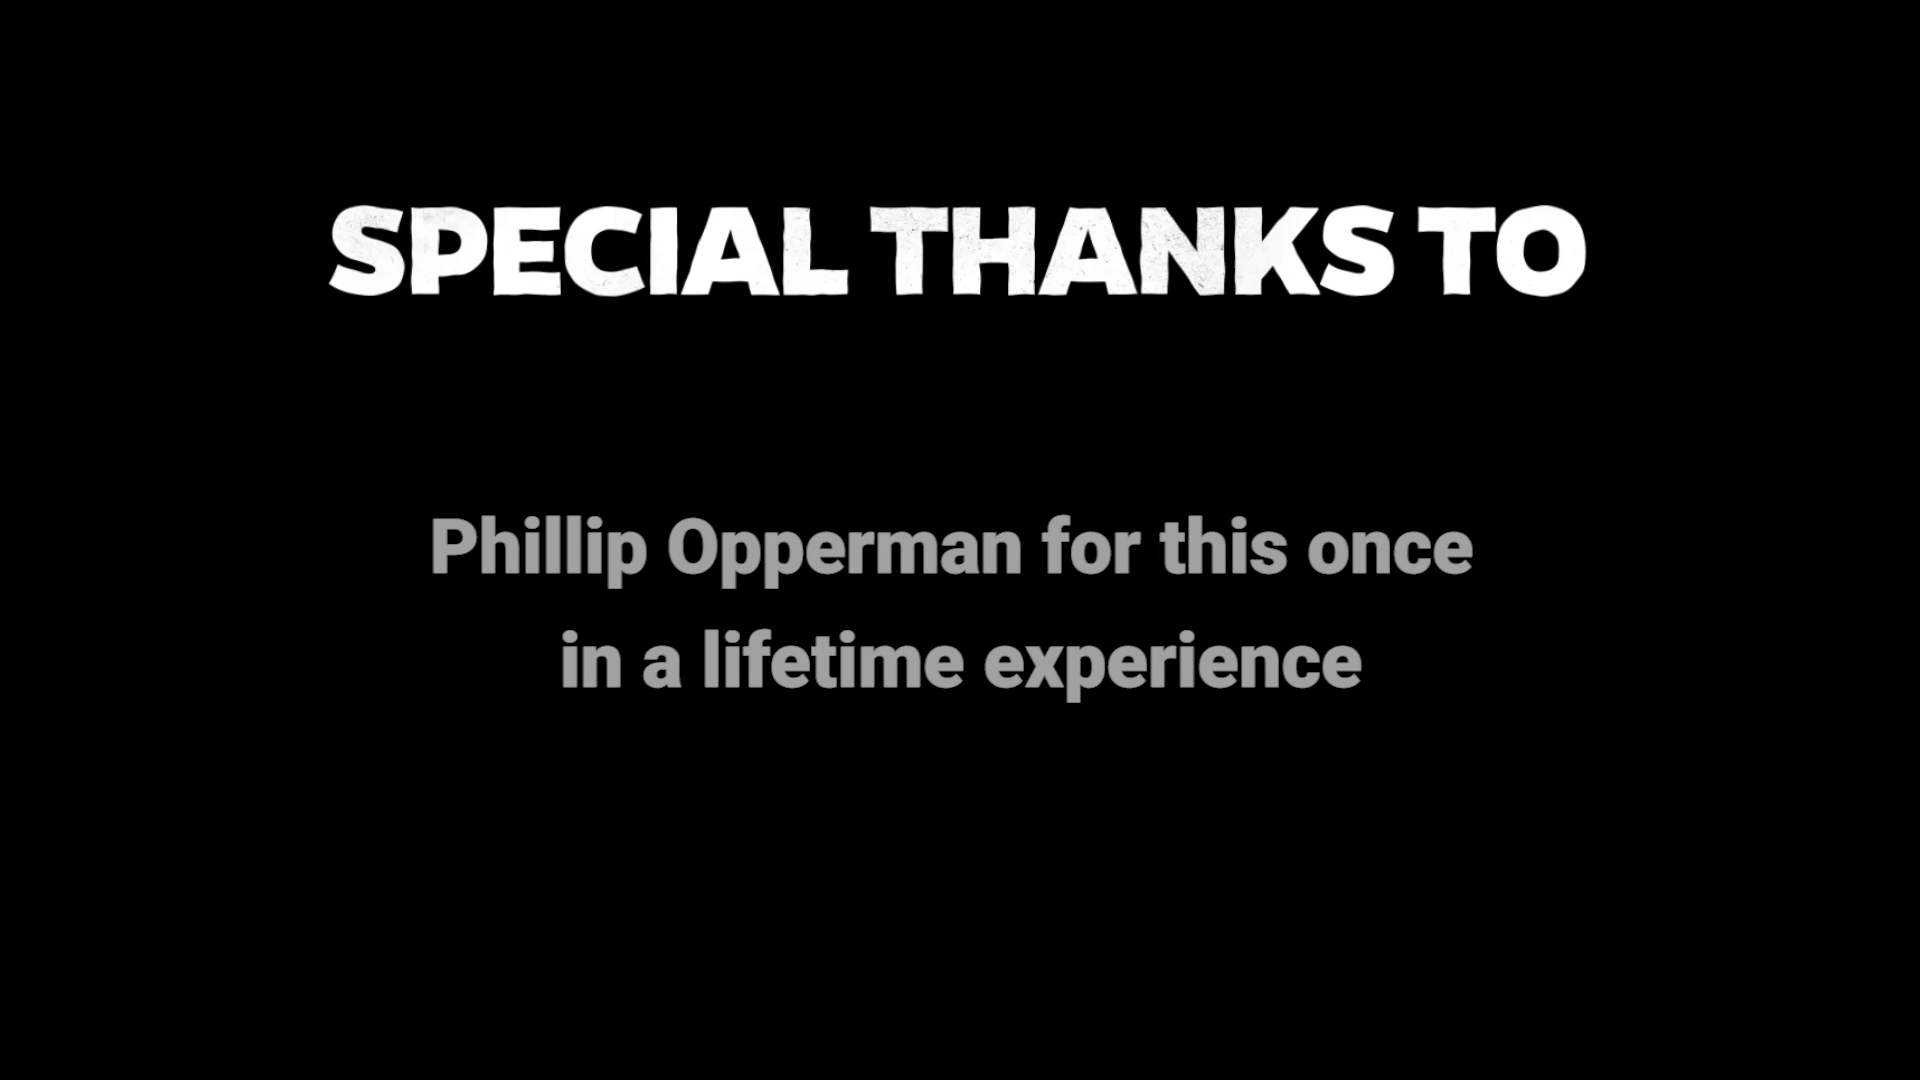 SPECIAL THANKS TO
Phillip Opperman for this once
in a lifetime experience